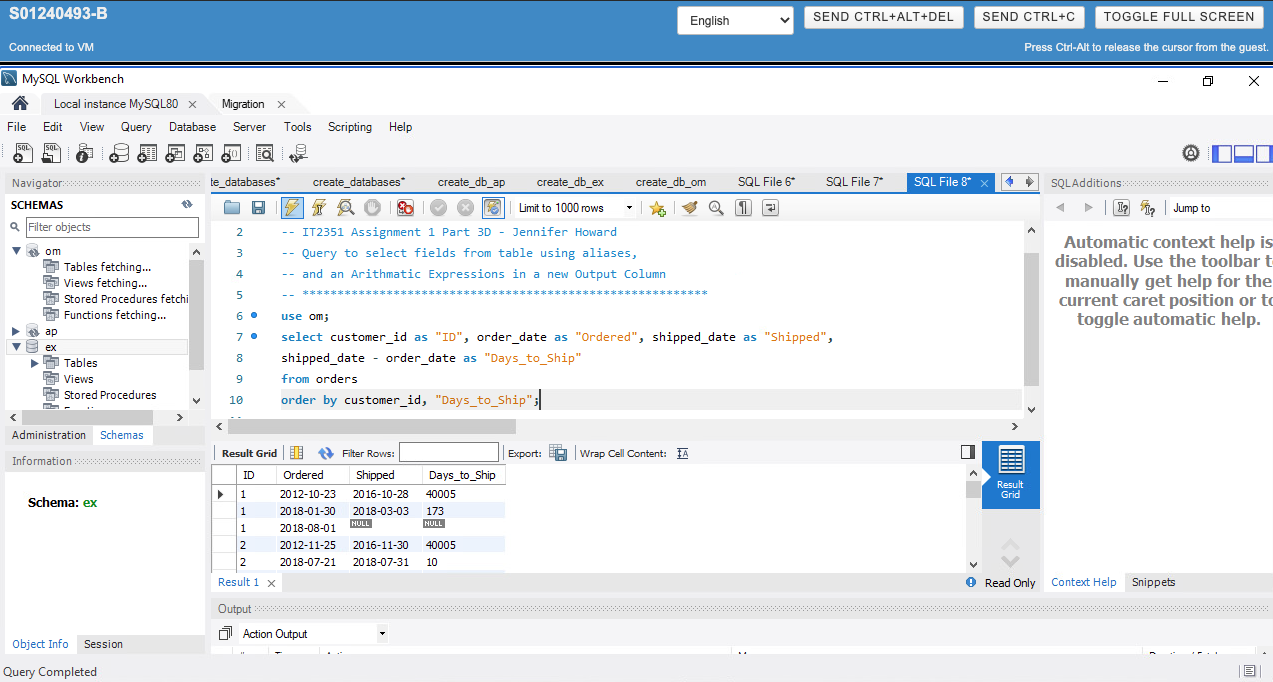 S01240493-B
English
SEND CTRL+ALT+DEL
SEND CTRL+C
TOGGLE FULL SCREEN
Connected to VM
Press Ctrl-Alt to release the cursor from the guest.
MySQL Workbench
Local instance MySQL80
Migration
File Edit View Query Database Server Tools Scripting Help
Navigator
te_databases* create_databases* create_db_ap create_db_ex create_db_om SQL File 6* SQL File 7* SQL File 8*
SQLAdditions
SCHEMAS
Filter objects
Limit to 1000 rows
Jump to
om
Tables fetching...
Views fetching...
Stored Procedures fetchi
Functions fetching...
ap
ex
Tables
Views
Stored Procedures
2 -- IT2351 Assignment 1 Part 3D - Jennifer Howard
3 -- Query to select fields from table using aliases,
4 -- and an Arithmatic Expressions in a new Output Column
5 -- **********************************************************
6 use om;
7 select customer_id as "ID", order_date as "Ordered", shipped_date as "Shipped",
8 shipped_date - order_date as "Days_to_Ship"
9 from orders
10 order by customer_id, "Days_to_Ship";
Automatic context help is
disabled. Use the toolbar t
manually get help for the
current caret position or to
toggle automatic help.
Administration Schemas
Information
Schema: ex
Result Grid Filter Rows: Export: Wrap Cell Content:
ID Ordered Shipped Days_to_Ship
1 2012-10-23 2016-10-28 40005
1 2018-01-30 2018-03-03 173
1 2018-08-01 NULL NULL
2 2012-11-25 2016-11-30 40005
2 2018-07-21 2018-07-31 10
Result
Grid
Result 1
Read Only
Context Help Snippets
Output
Action Output
Object Info Session
Query Completed